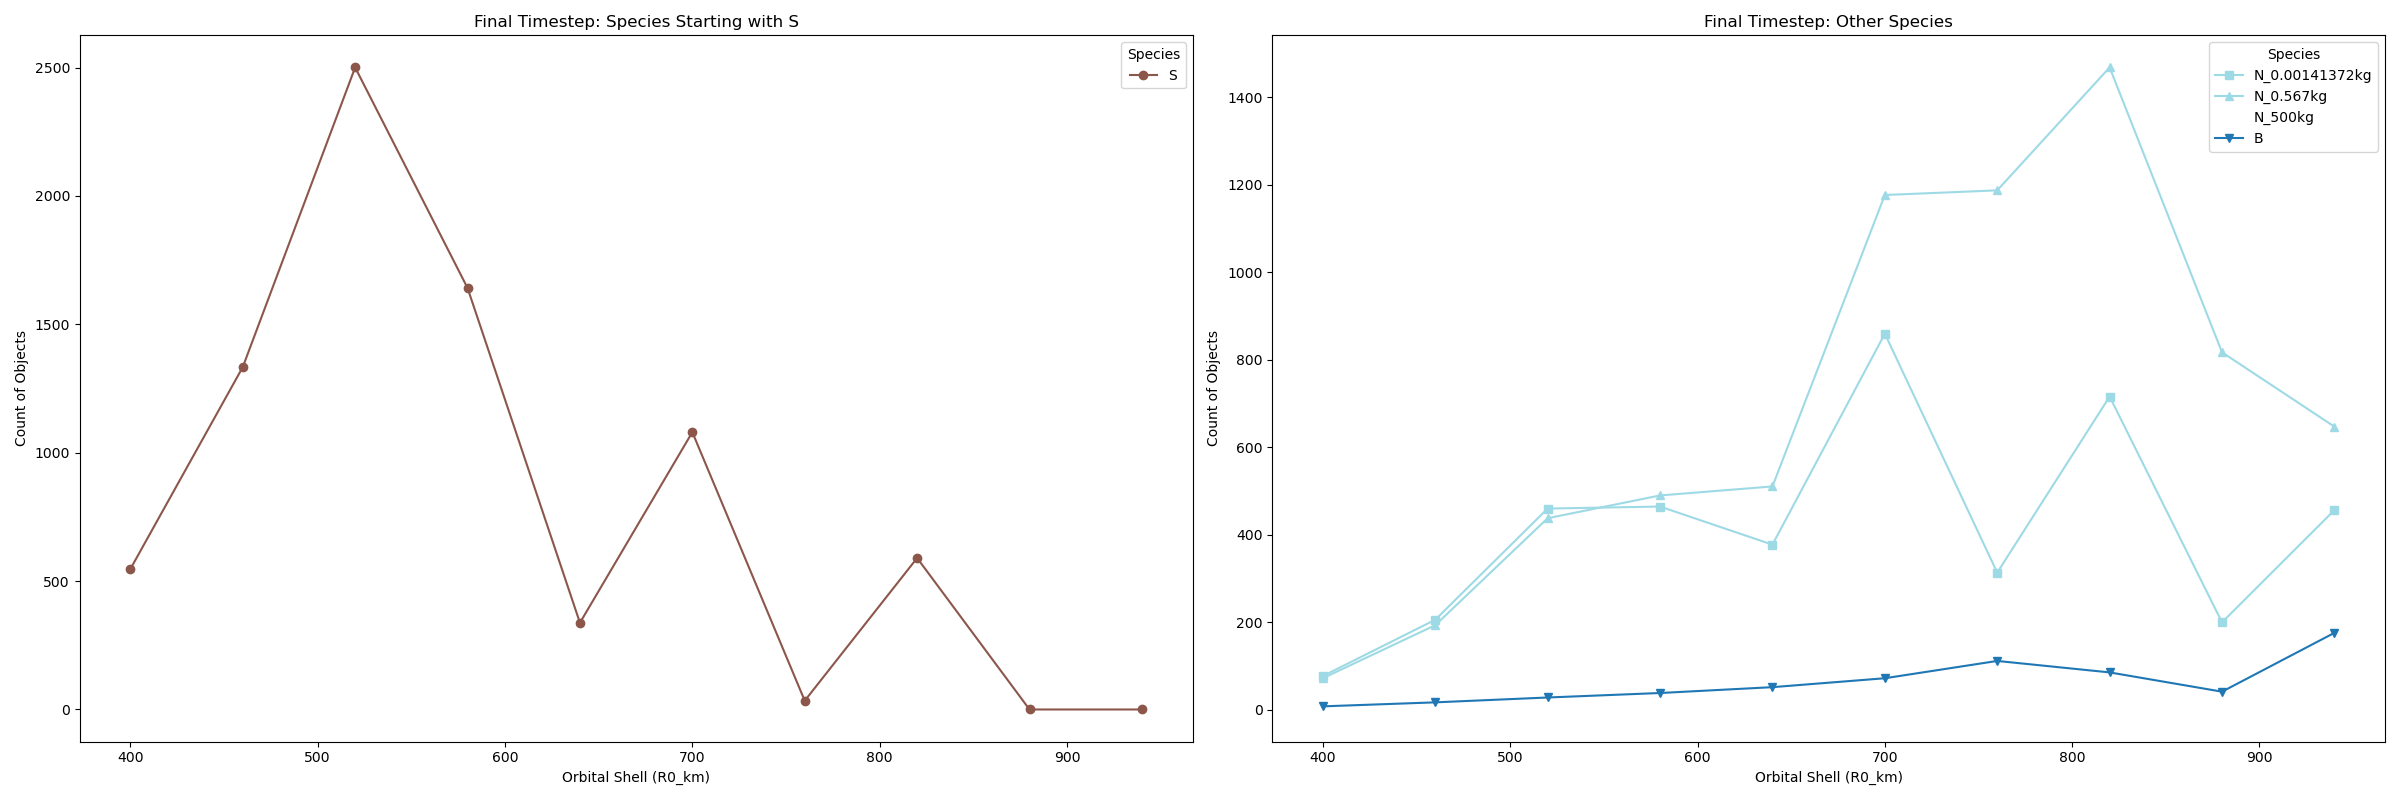 Final Timestep: Species Starting with S
Count of Objects
2500
2000
1500
1000
500
0
400
500
600
700
800
900
Orbital Shell (R0_km)
Species
S
Final Timestep: Other Species
Count of Objects
1400
1200
1000
800
600
400
200
0
400
500
600
700
800
900
Orbital Shell (R0_km)
Species
N_0.00141372kg
N_0.567kg
N_500kg
B